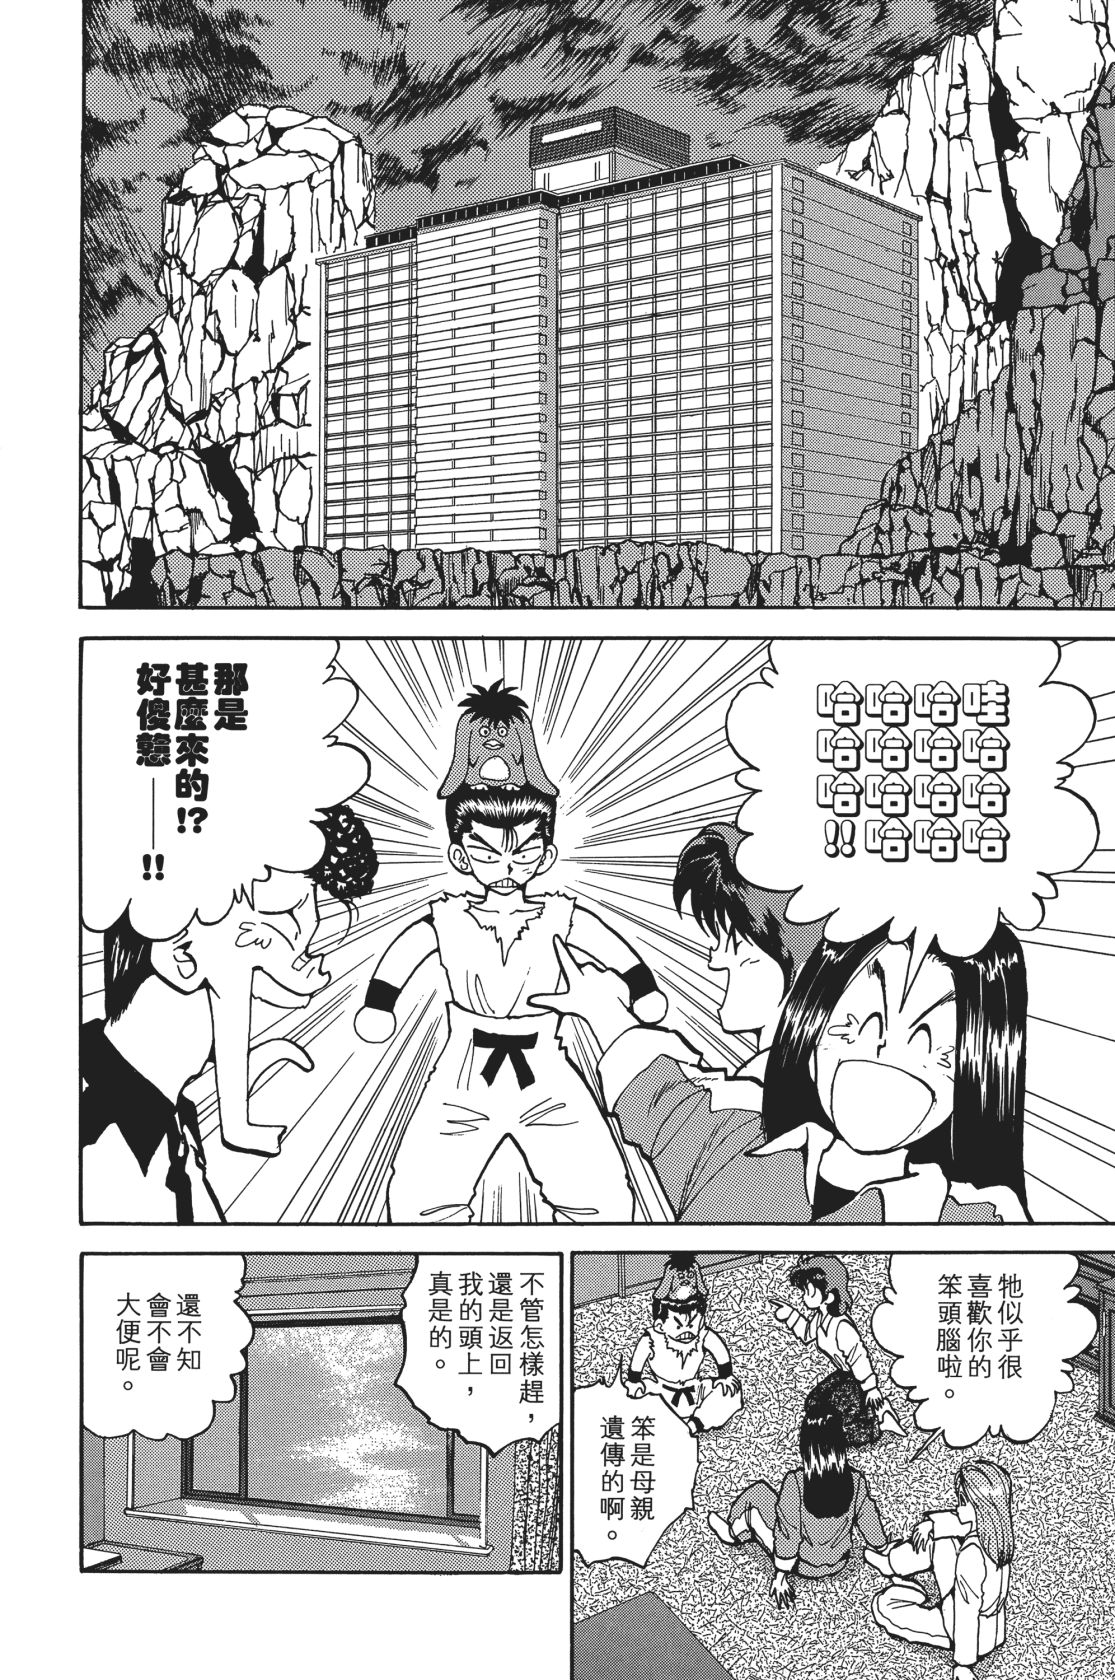 哇哈哈哈
哈哈哈哈
哈哈哈哈
哈哈哈!!
那是
甚麼來的!?
好傻戇——!!
牠似乎很
喜歡你的
笨頭腦啦。
笨是母親
遺傳的啊。
不管怎樣趕,
還是返回
我的頭上,
真是的。
還不知
會不會
大便呢。